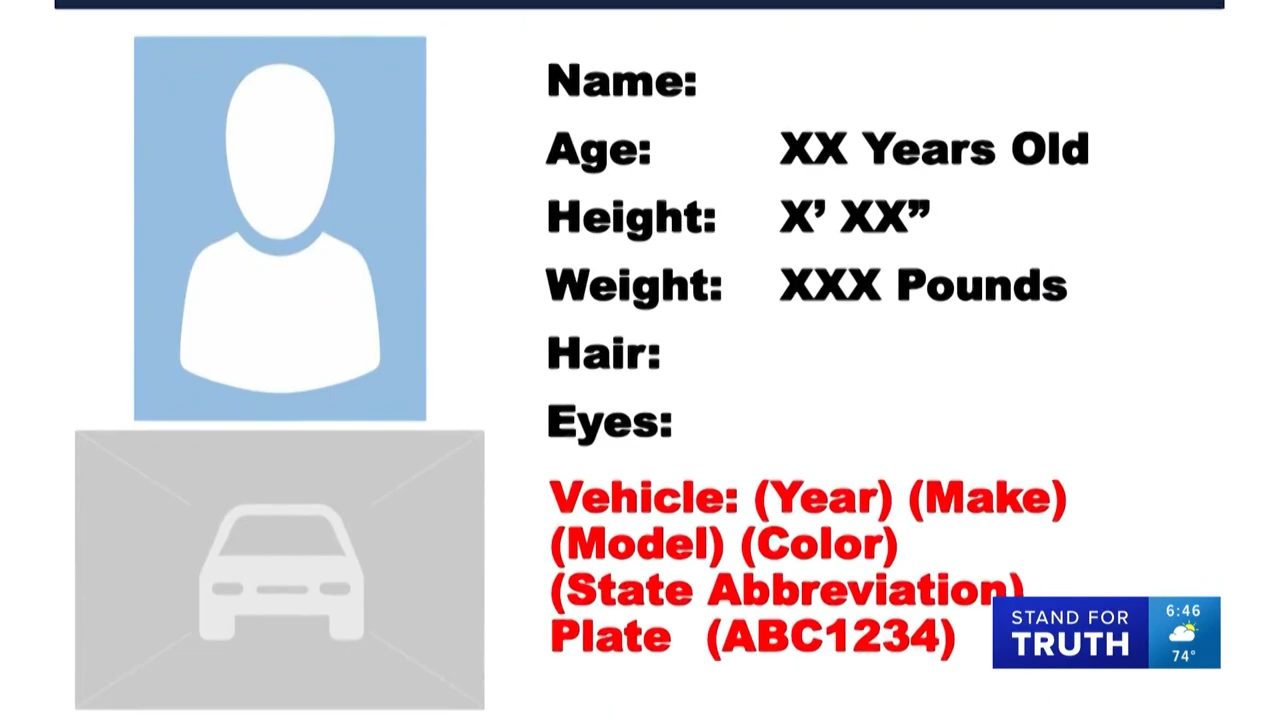 Name:
Age: XX Years Old
Height: X’ XX”
Weight: XXX Pounds
Hair:
Eyes:
Vehicle: (Year) (Make)
(Model) (Color)
(State Abbreviation)
Plate (ABC1234)
STAND FOR
TRUTH
6:46
74°